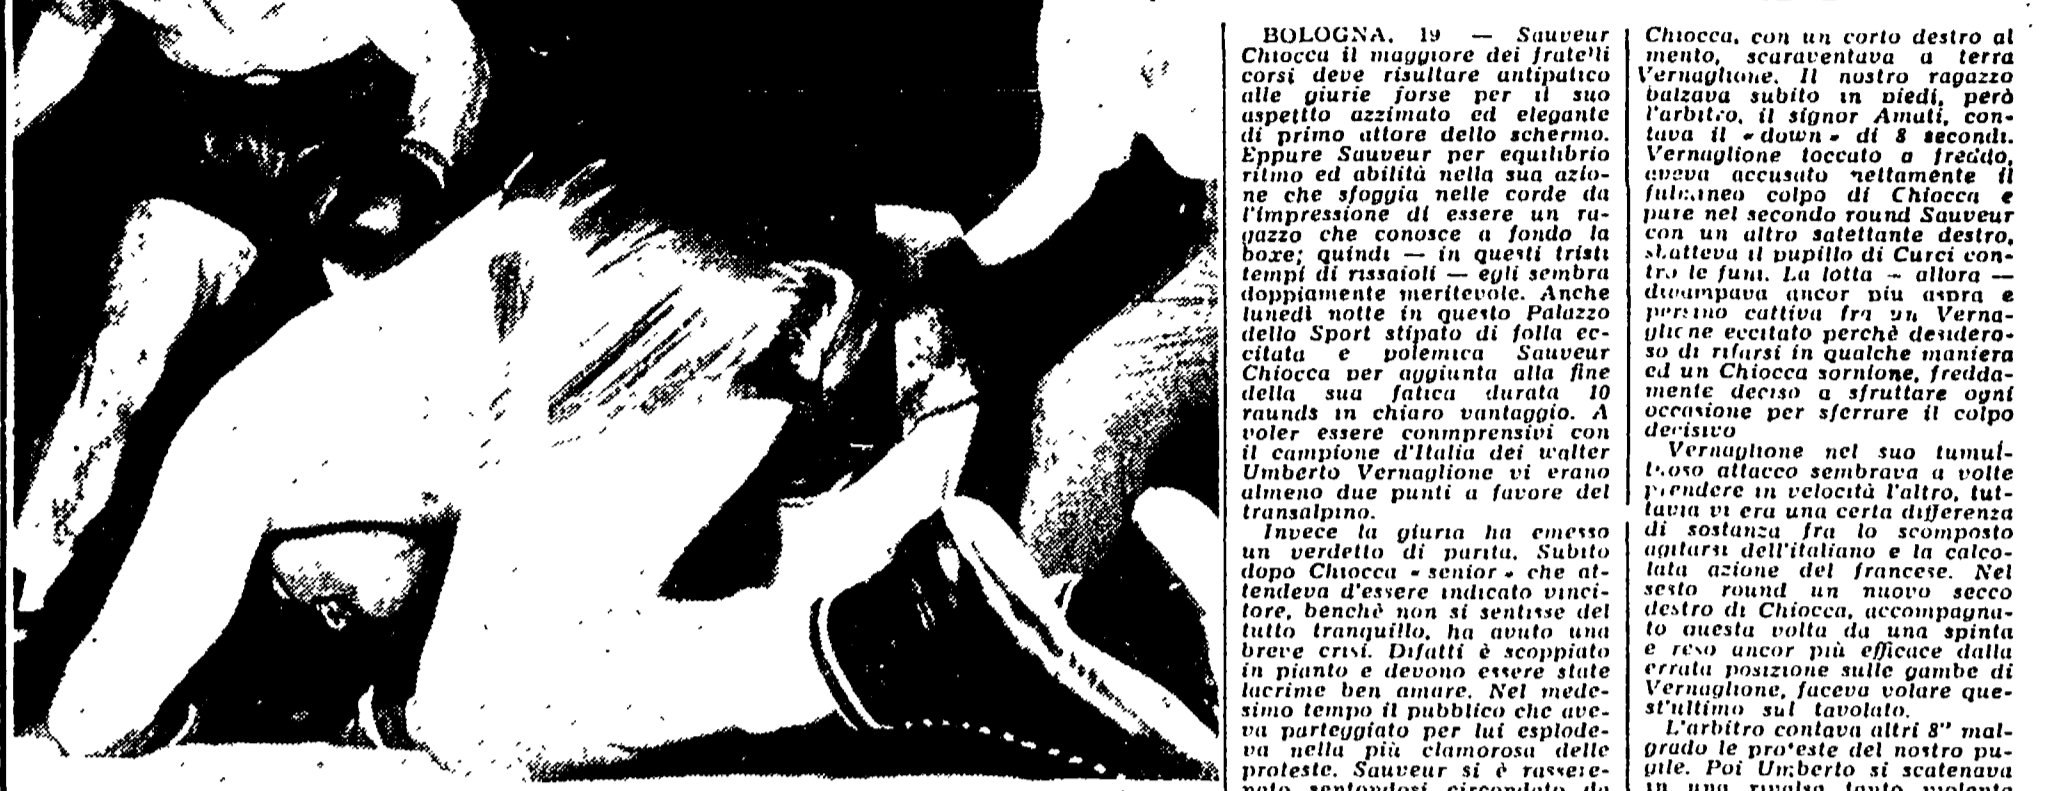 BOLOGNA, 19 — Sauveur
Chiocca il maggiore dei fratelli
corsi deve risultare antipatico
alle giurie forse per il suo
aspetito azzimato ed elegante
di primo attore dello schermo.
Eppure Sauveur per equilibrio
ritmo ed abilità nella sua azio-
ne che sfoggia nelle corde da
l'impressione di essere un ra-
gazzo che conosce a fondo la
boxe; quindi — in questi tristi
tempi di rissaioli — egli sembra
doppiamente meritevole. Anche
lunedì notte in questo Palazzo
dello Sport stipato di folla ec-
citata e polemica Sauveur
Chiocca per aggiunta alla fine
della sua fatica durata 10
raunds in chiaro vantaggio. A
voler essere conmprensivi con
il campione d'Italia dei walter
Umberto Vernaglione vi erano
almeno due punti a favore del
transalpino.
Invece la giuria ha emesso
un verdetto di parità. Subito
dopo Chiocca « senior » che at-
tendeva d'essere indicato vinci-
tore, benchè non si sentisse del
tutto tranquillo, ha avuto una
breve crisi. Difatti è scoppiato
in pianto e devono essere state
lacrime ben amare. Nel mede-
simo tempo il pubblico che ave-
va parteggiato per lui esplode-
va nella più clamorosa delle
proteste. Sauveur si è rassere-
nato sentendosi circondato da
Chiocca, con un corto destro al
mento, scaraventava a terra
Vernaglione. Il nostro ragazzo
balzava subito in piedi, però
l'arbitro, il signor Amati, con-
tava il « down » di 8 secondi.
Vernaglione toccato a freddo,
aveva accusato nettamente il
fulmineo colpo di Chiocca e
pure nel secondo round Sauveur
con un altro saettante destro,
sbatteva il pupillo di Curci con-
tro le funi. La lotta — allora —
divampava ancor più aspra e
persino cattiva fra un Verna-
glione eccitato perchè desidero-
so di rifarsi in qualche maniera
ed un Chiocca sornione, fredda-
mente deciso a sfruttare ogni
occasione per sferrare il colpo
decisivo
Vernaglione nel suo tumul-
tuoso attacco sembrava a volte
prendere in velocità l'altro, tut-
tavia vi era una certa differenza
di sostanza fra lo scomposto
agitarsi dell'italiano e la calco-
lata azione del francese. Nel
sesto round un nuovo secco
destro di Chiocca, accompagna-
to questa volta da una spinta
e reso ancor più efficace dalla
errata posizione sulle gambe di
Vernaglione, faceva volare que-
st'ultimo sul tavolato.
L'arbitro contava altri 8" mal-
grado le proteste del nostro pu-
gile. Poi Umberto si scatenava
in una rivalsa tanto violenta